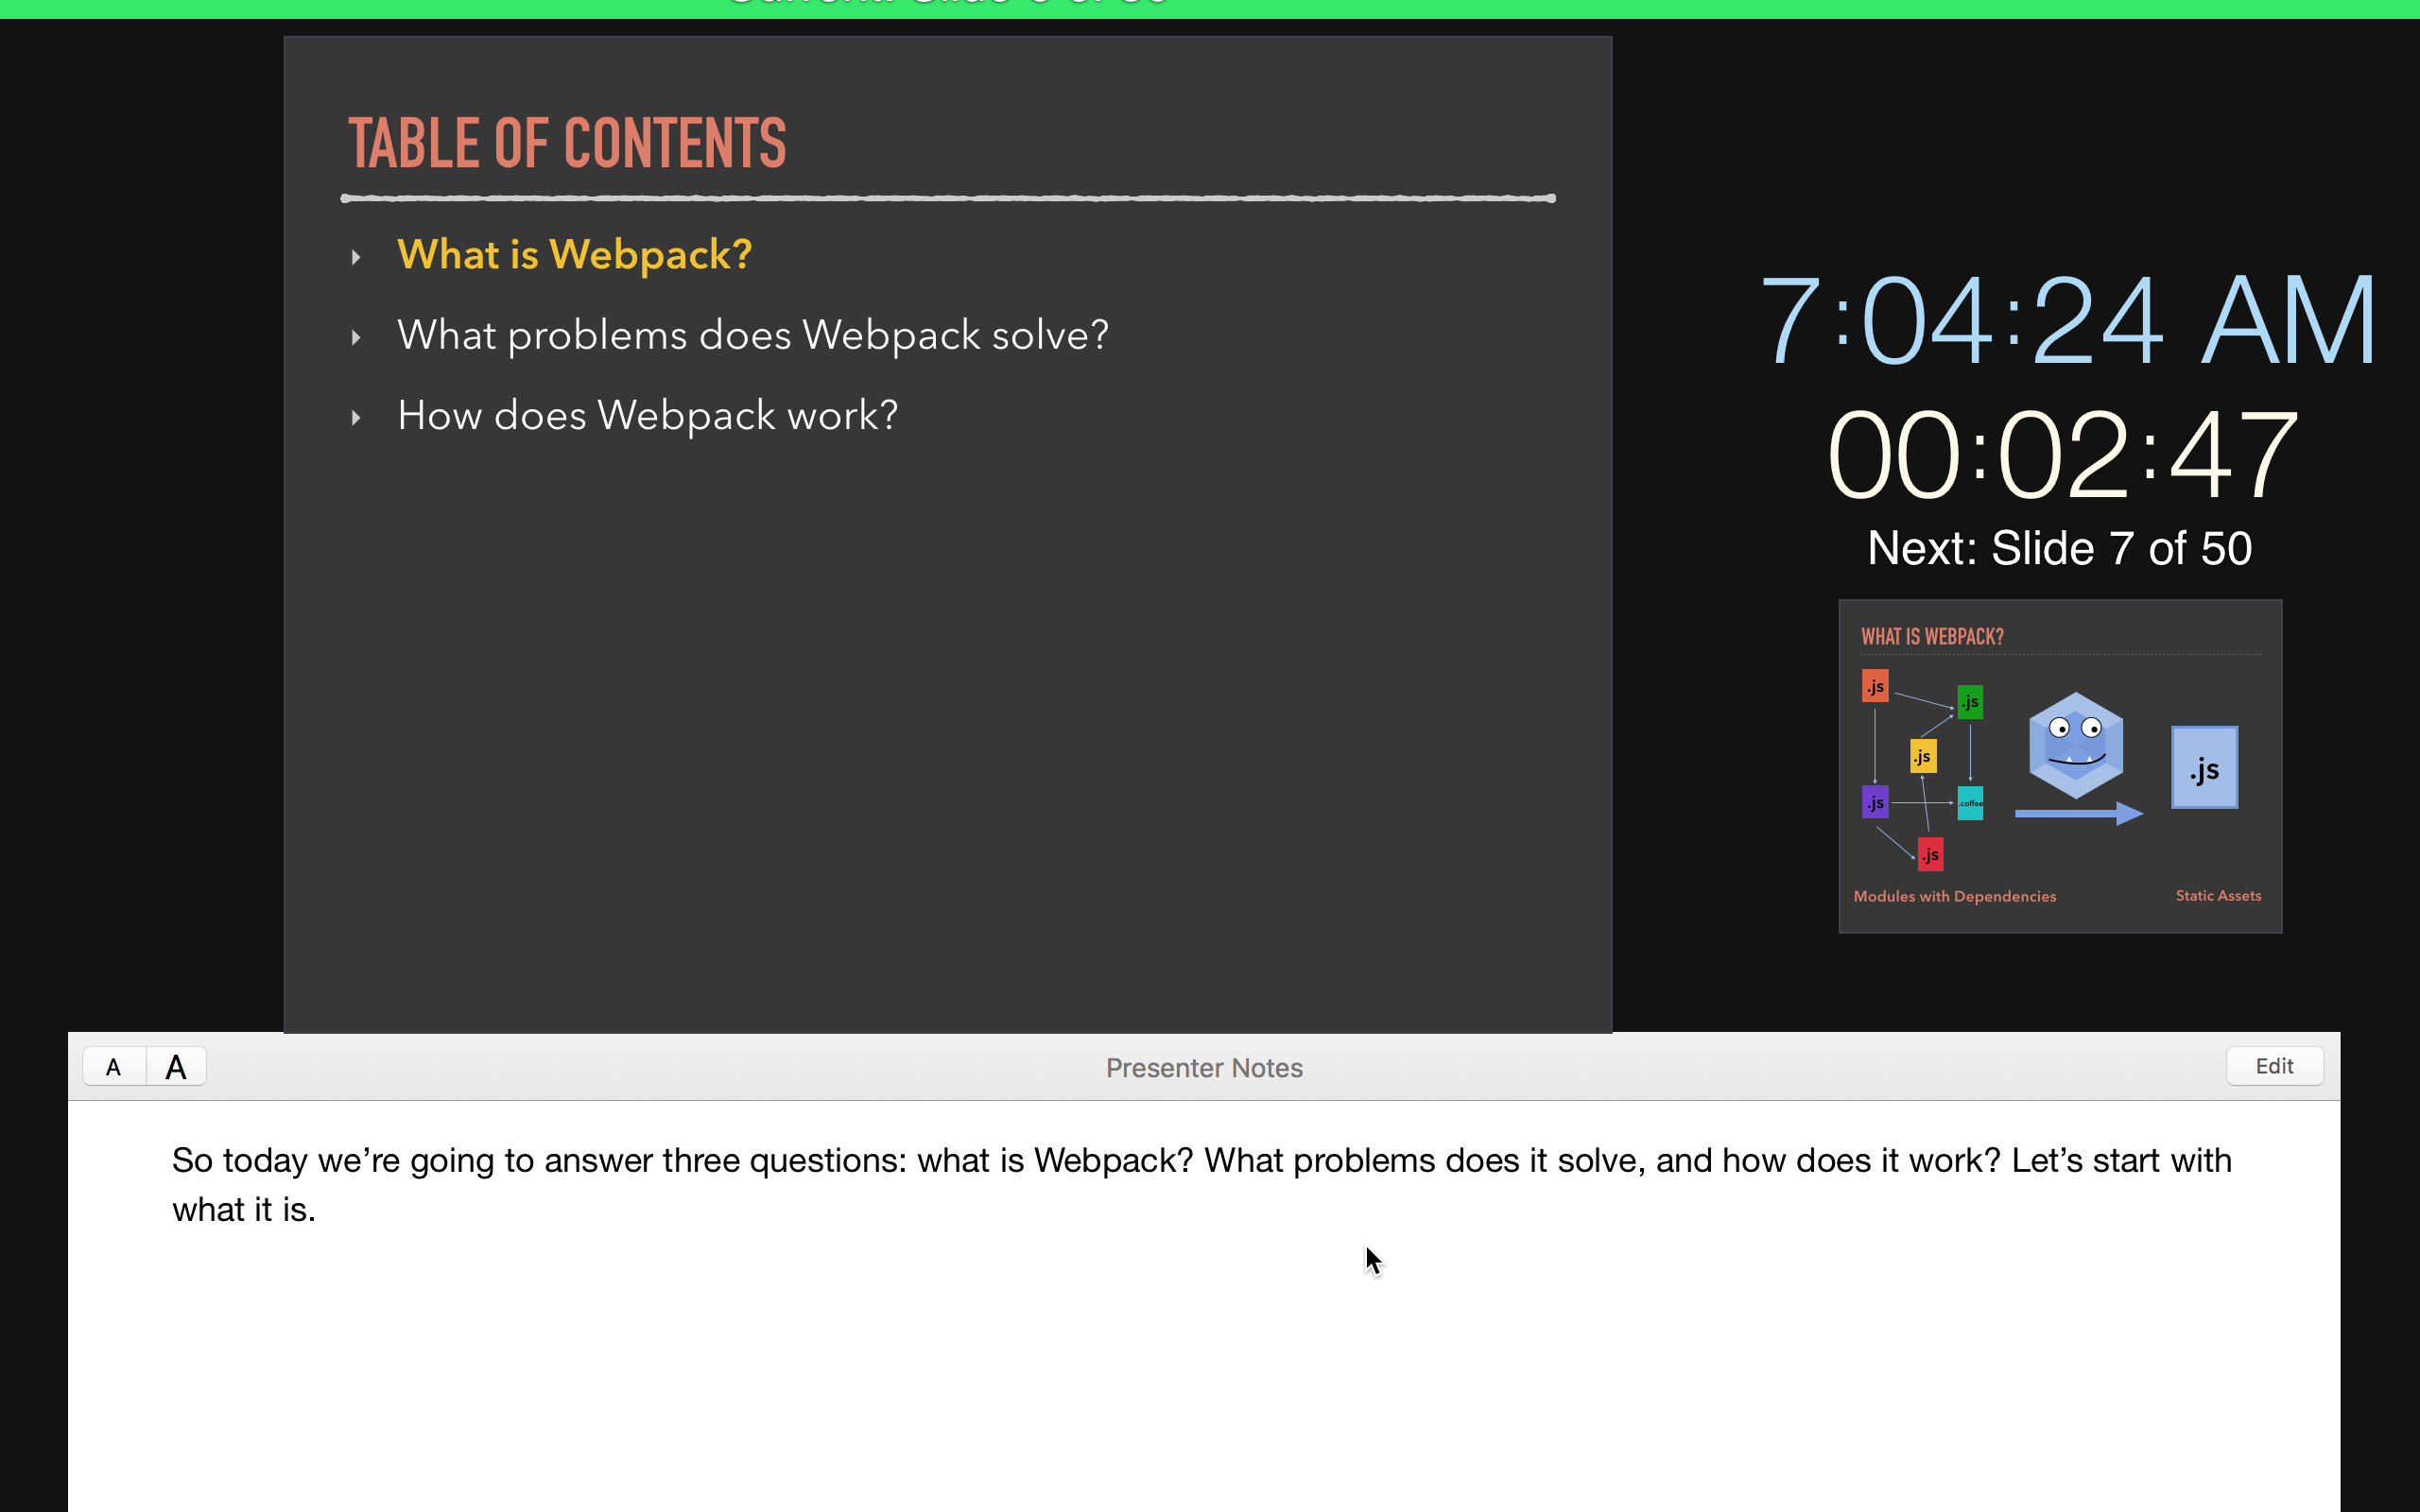 TABLE OF CONTENTS
What is Webpack?
What problems does Webpack solve?
How does Webpack work?
7:04:24 AM
00:02:47
Next: Slide 7 of 50
WHAT IS WEBPACK?
.js
.js
.js
.js
.js
.coffee
.js
Modules with Dependencies
Static Assets
A A
Presenter Notes
Edit
So today we’re going to answer three questions: what is Webpack? What problems does it solve, and how does it work? Let’s start with
what it is.